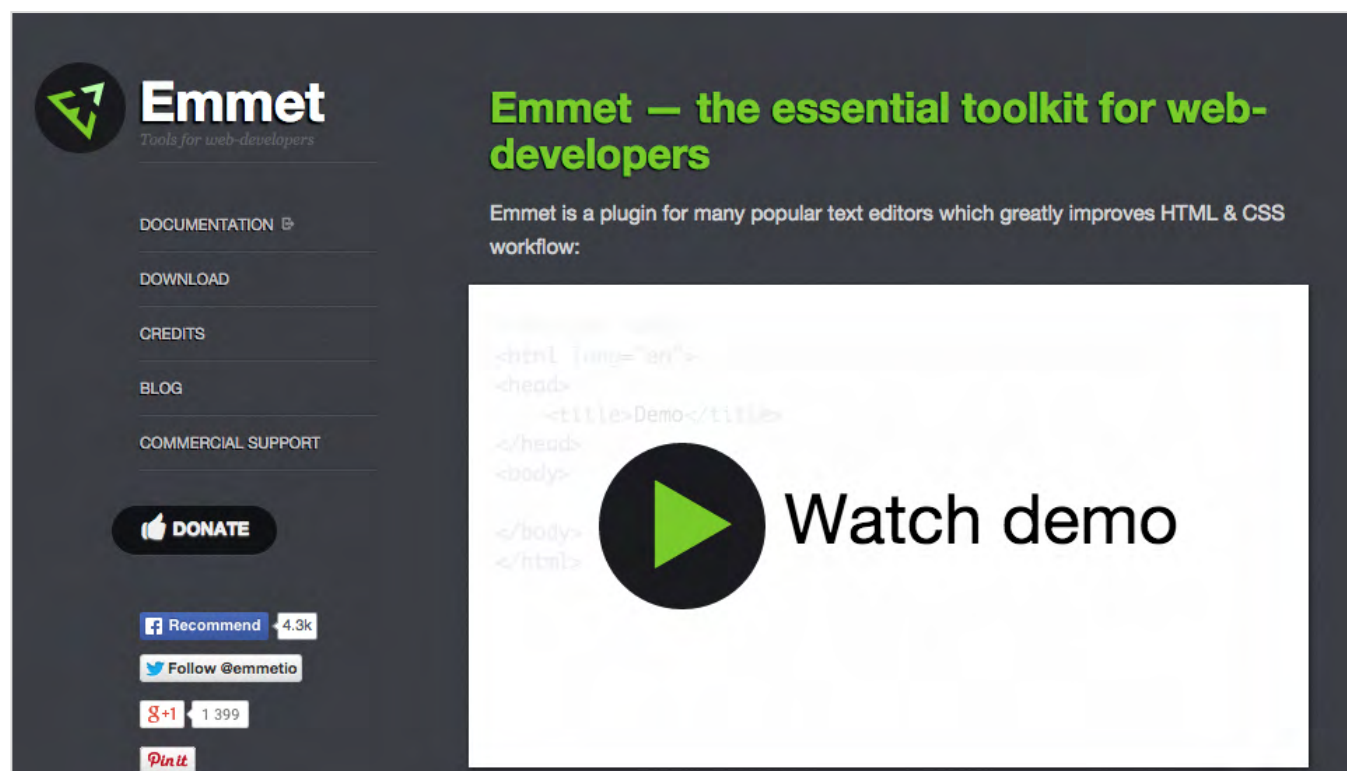 Emmet
Tools for web-developers
DOCUMENTATION
DOWNLOAD
CREDITS
BLOG
COMMERCIAL SUPPORT
DONATE
Recommend 4.3k
Follow @emmetio
g+1 1 399
Pin it
Emmet — the essential toolkit for web-
developers
Emmet is a plugin for many popular text editors which greatly improves HTML & CSS
workflow:
<html lang="en">
<head>
<title>Demo</title>
</head>
<body>
</body>
</html>
Watch demo